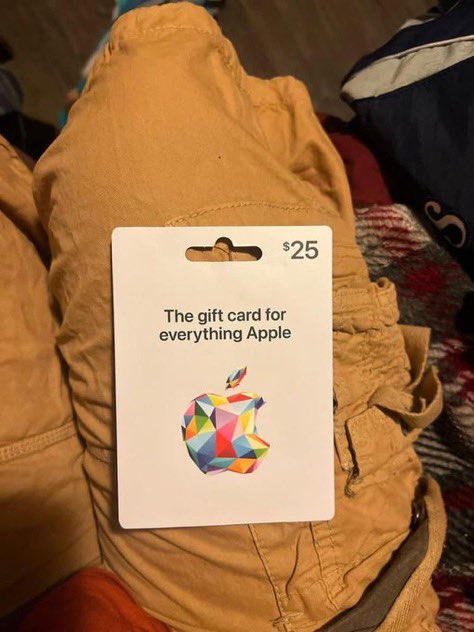 $25
The gift card for
everything Apple
S